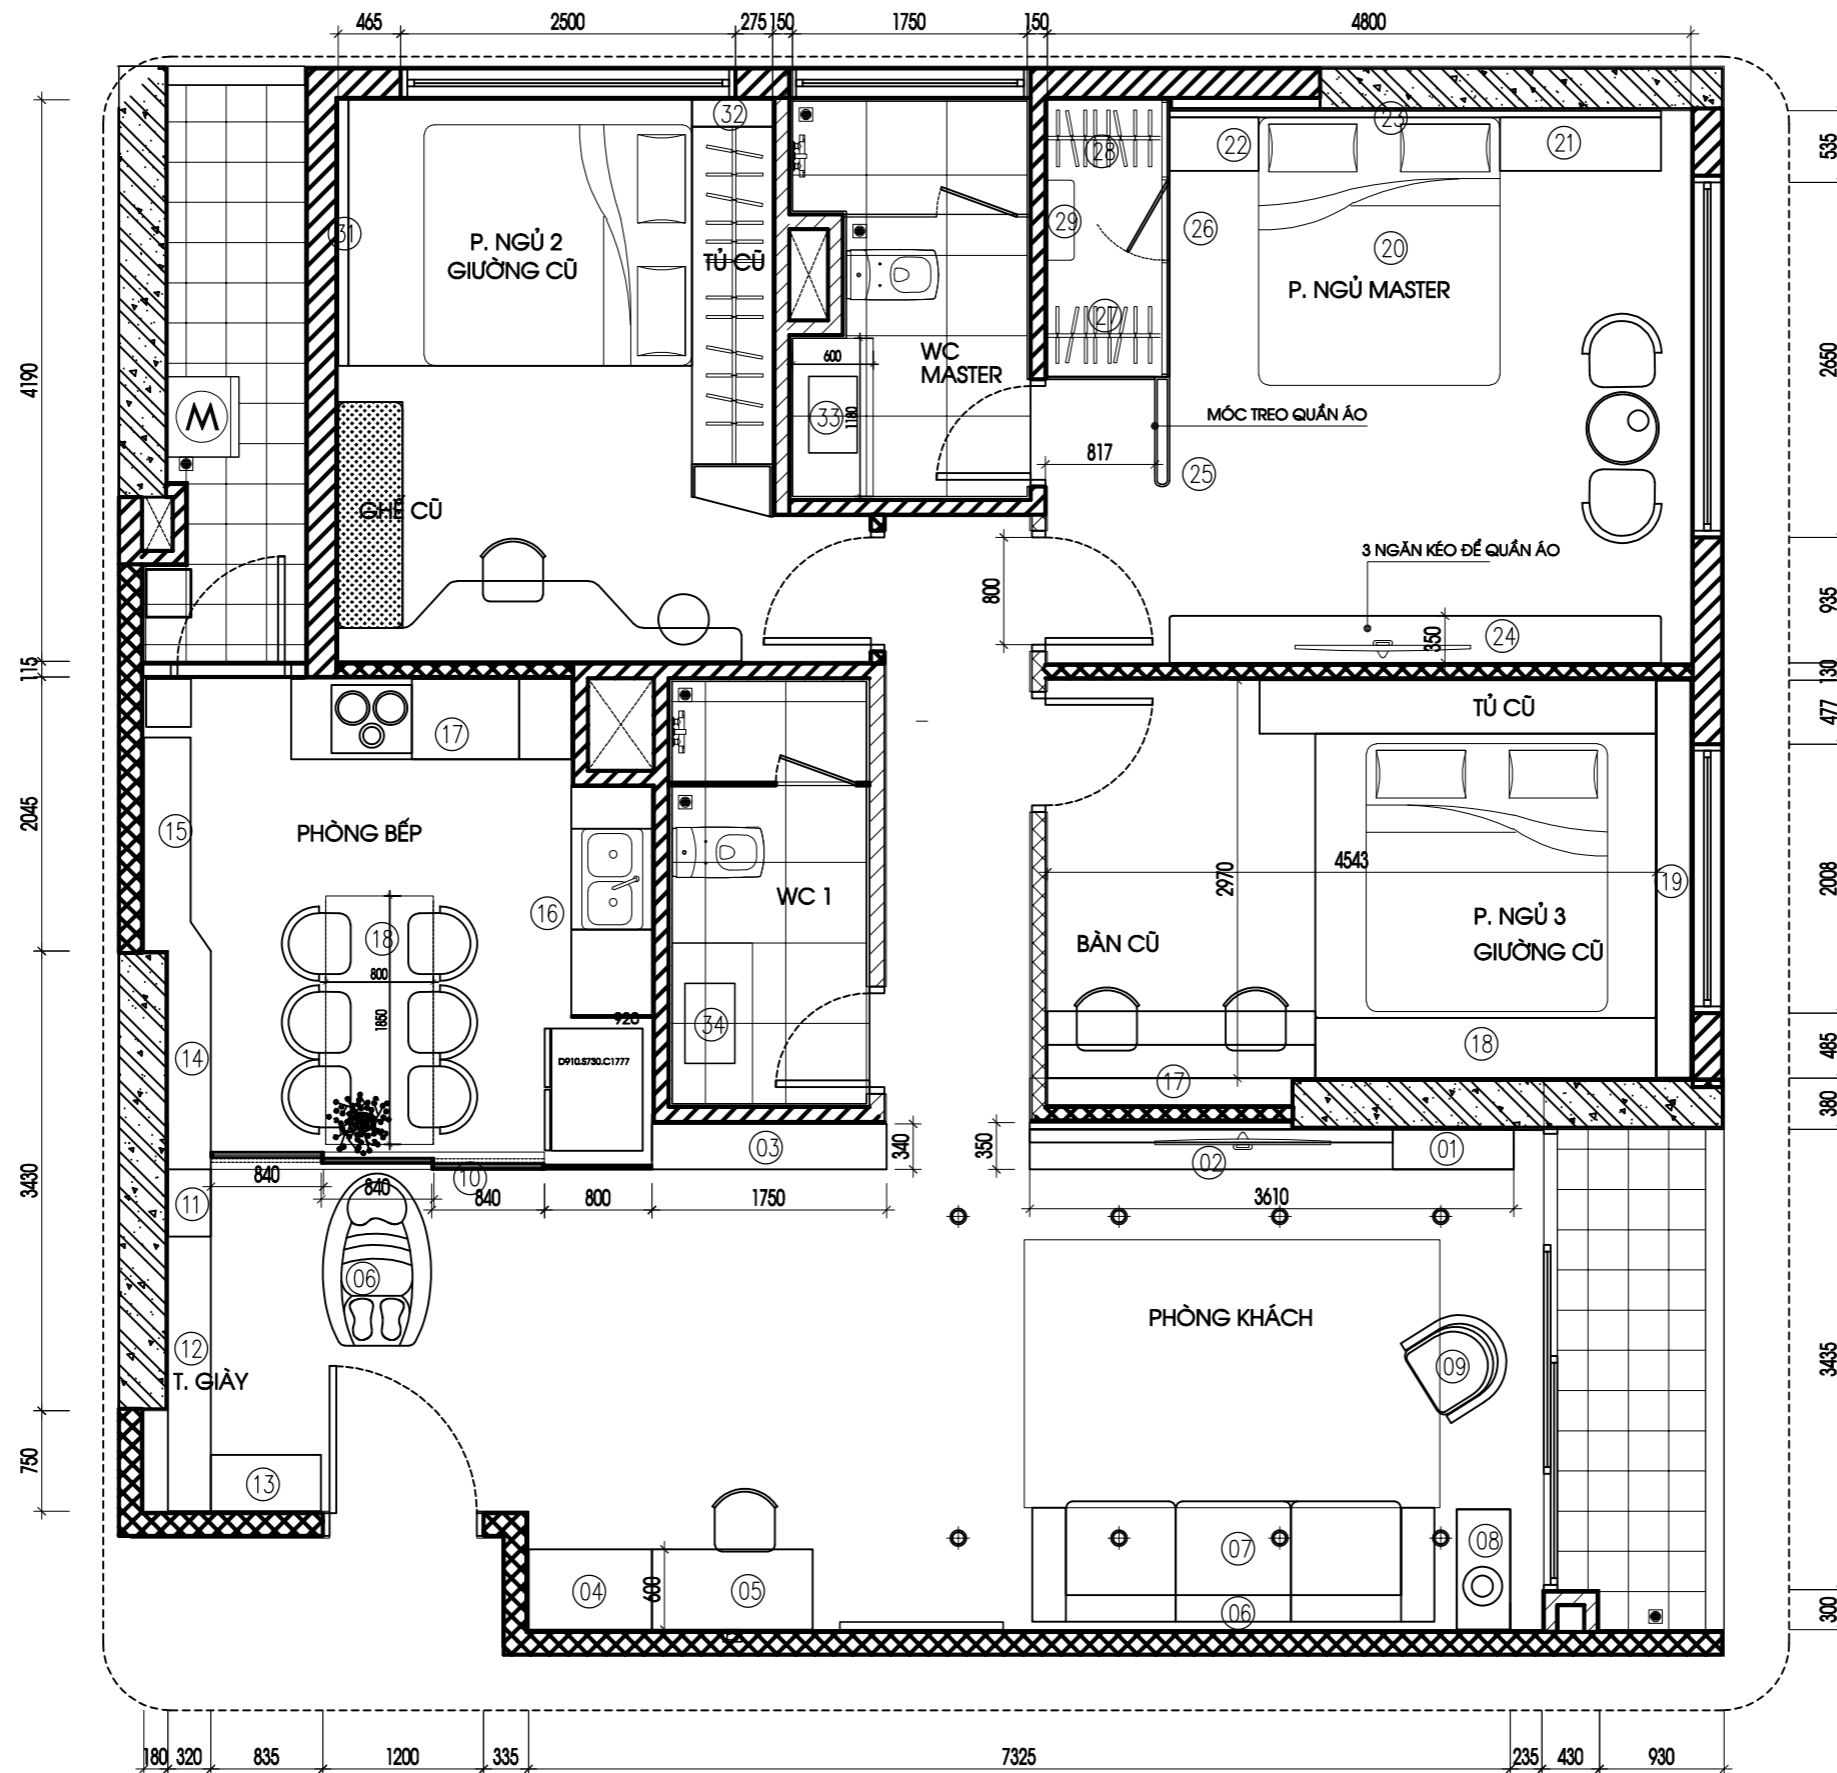 465 2500 275 150 1750 150 4800
32 23
28 22 21
535
31 P. NGỦ 2
GIƯỜNG CŨ
TỦ CŨ
29 26 20
P. NGỦ MASTER
27
4190
600 WC
MASTER
2650
M 33 1180
MÓC TREO QUẦN ÁO
817
25
GHẾ CŨ
3 NGĂN KÉO ĐỂ QUẦN ÁO
800
935
350 24
115 130
17
TỦ CŨ
477
2045
15 PHÒNG BẾP
4543
2970
2008
19
WC 1
16
18
BÀN CŨ
P. NGỦ 3
GIƯỜNG CŨ
800
1850
920
34
14
D910.S730.C1777
18
485
17
380
03 340 350 02 01
3430
840 840 10 840 800 1750 3610
11
06
PHÒNG KHÁCH
12
T. GIÀY
09
3435
750
13
07 08
04 600 05
06
300
180 320 835 1200 335 7325 235 430 930